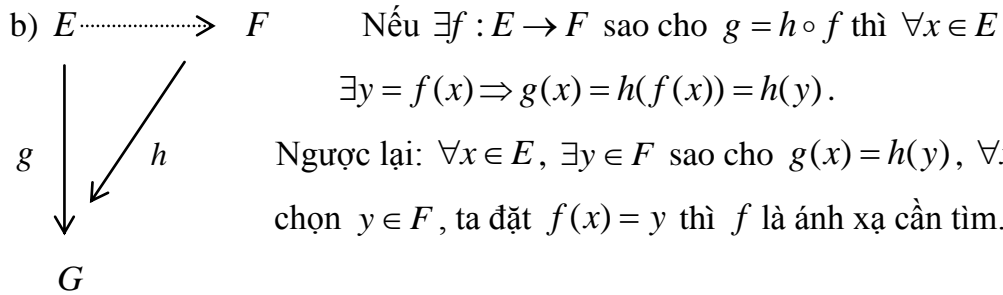 b) E F Nếu ∃f : E → F sao cho g = h ∘ f thì ∀x ∈ E
∃y = f(x) ⇒ g(x) = h(f(x)) = h(y).
g h Ngược lại: ∀x ∈ E, ∃y ∈ F sao cho g(x) = h(y), ∀
chọn y ∈ F, ta đặt f(x) = y thì f là ánh xạ cần tìm.
G